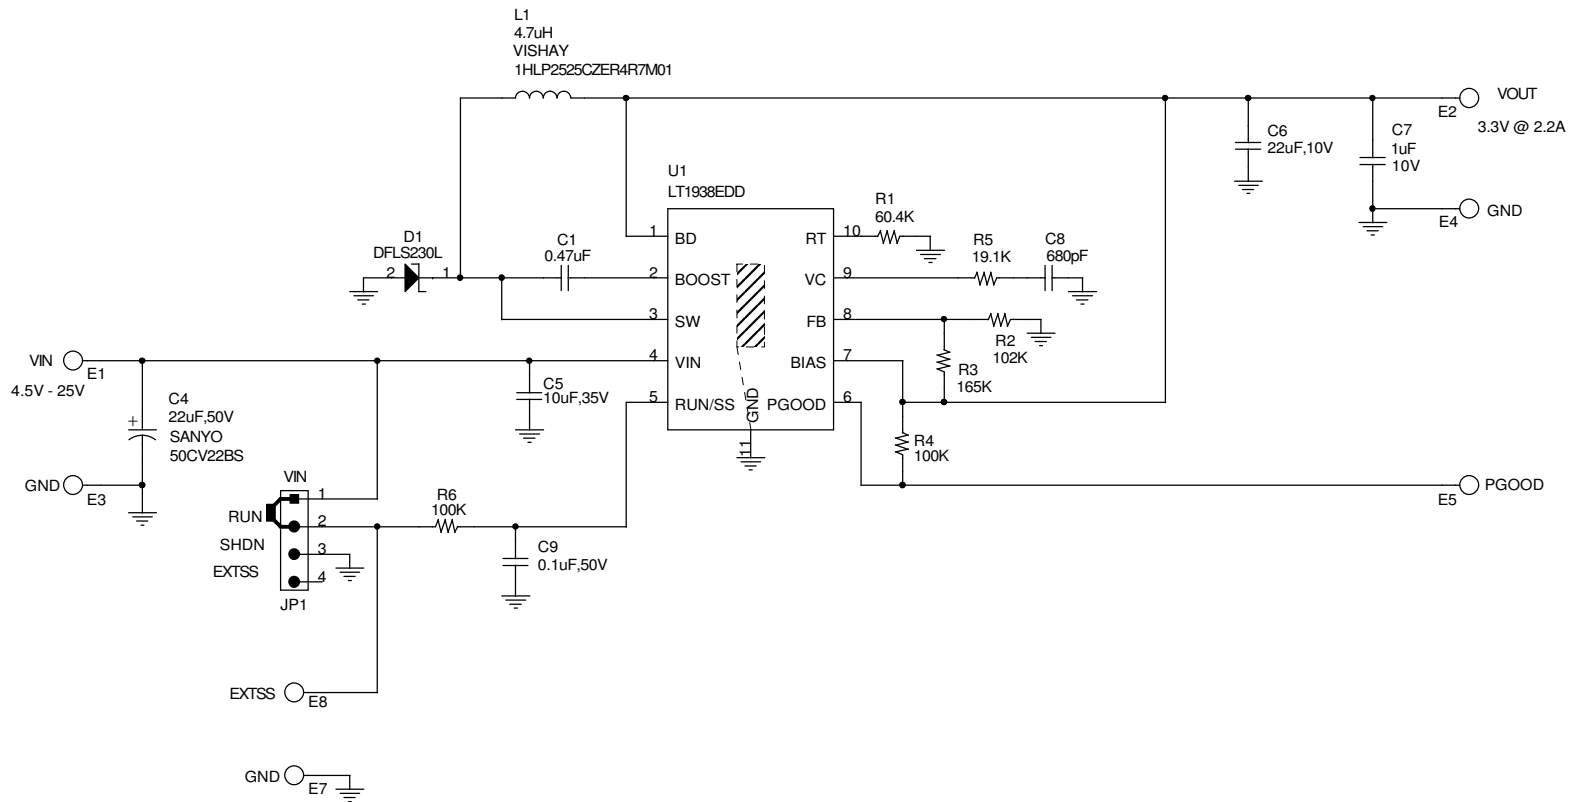 L1
4.7uH
VISHAY
1HLP2525CZER4R7M01
VOUT
E2
3.3V @ 2.2A
C6
22uF,10V
C7
1uF
10V
GND
E4
U1
LT1938EDD
1
BD
2
BOOST
3
SW
4
VIN
5
RUN/SS
RT
10
VC
9
FB
8
BIAS
7
PGOOD
6
GND
11
R1
60.4K
R5
19.1K
C8
680pF
R2
102K
R3
165K
R4
100K
E5
PGOOD
D1
DFLS230L
2
1
C1
0.47uF
VIN
E1
4.5V - 25V
C4
22uF,50V
SANYO
50CV22BS
C5
10uF,35V
GND
E3
VIN
1
RUN
2
SHDN
3
EXTSS
4
JP1
R6
100K
C9
0.1uF,50V
EXTSS
E8
GND
E7